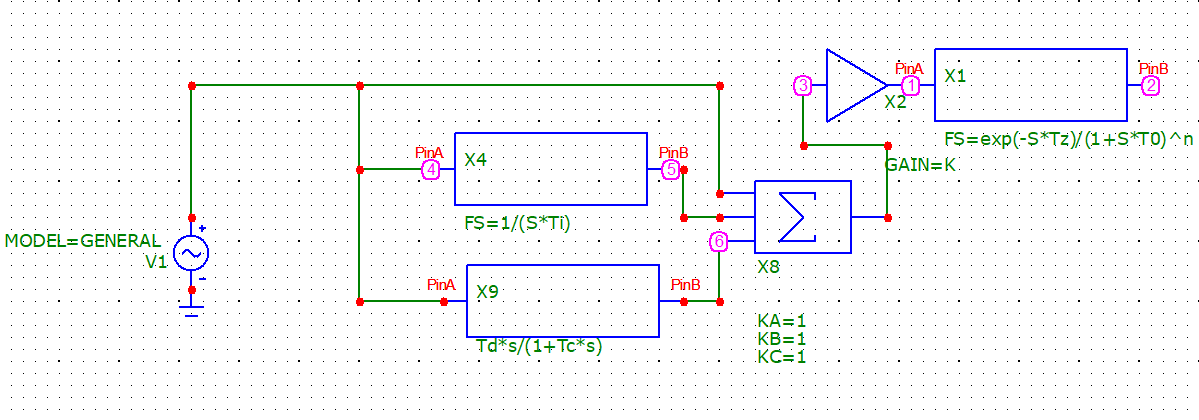 PinA
PinB
3
1
X1
2
X2
FS=exp(-S*Tz)/(1+S*T0)^n
GAIN=K
PinA
PinB
4
X4
5
FS=1/(S*Ti)
MODEL=GENERAL
V1
+
-
6
X8
PinA
PinB
X9
Td*s/(1+Tc*s)
KA=1
KB=1
KC=1